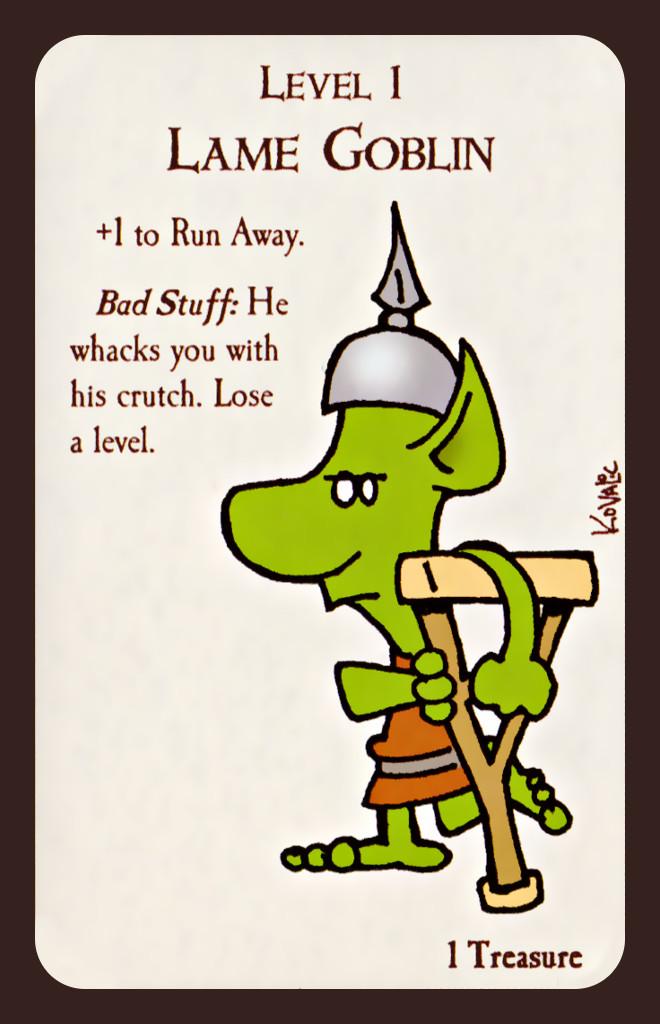 Level 1
Lame Goblin
+1 to Run Away.
Bad Stuff: He
whacks you with
his crutch. Lose
a level.
Kovalic
1 Treasure